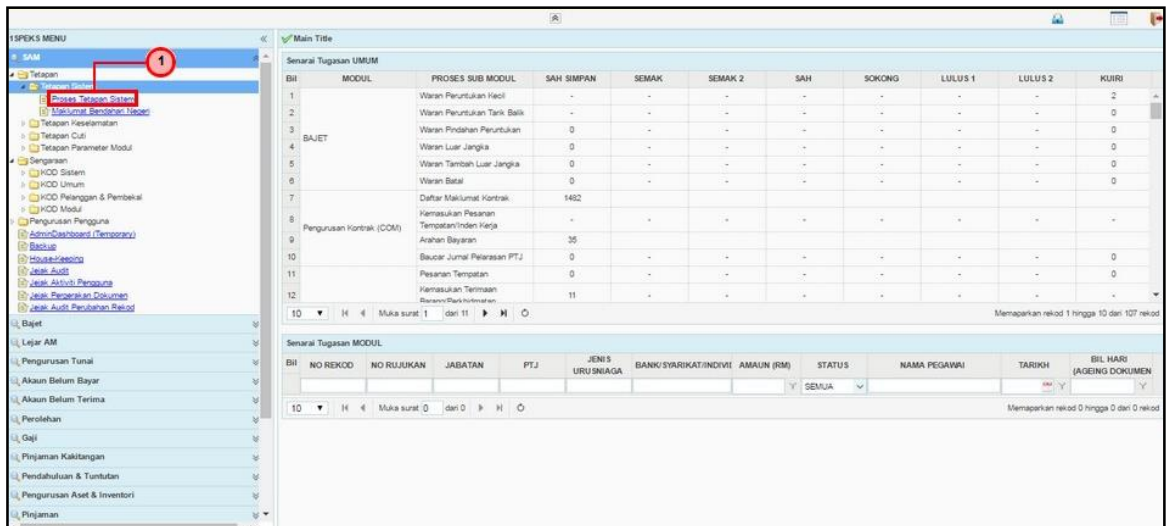 1SPEKS MENU
Main Title
SAM
1
Tetapan
Tetapan Sistem
Proses Tetapan Sistem
Maklumat Bendahari Negeri
Tetapan Keselamatan
Tetapan Cuti
Tetapan Parameter Modul
Sengaraan
KOD Sistem
KOD Umum
KOD Pelanggan & Pembekal
KOD Modul
Pengurusan Pengguna
AdminDashboard (Temporary)
Backup
House-Keeping
Jejak Audit
Jejak Aktiviti Pengguna
Jejak Pergerakan Dokumen
Jejak Audit Perubahan Rekod
Bajet
Lejar AM
Pengurusan Tunai
Akaun Belum Bayar
Akaun Belum Terima
Perolehan
Gaji
Pinjaman Kakitangan
Pendahuluan & Tuntutan
Pengurusan Aset & Inventori
Pinjaman
Senarai Tugasan UMUM
Bil MODUL PROSES SUB MODUL SAH SIMPAN SEMAK SEMAK 2 SAH SOKONG LULUS 1 LULUS 2 KUIRI
1 Waran Peruntukan Kecil - - - - - - - 2
2 Waran Peruntukan Tarik Balik - - - - - - - 0
3 Waran Pindahan Peruntukan 0 - - - - - - 0
BAJET
4 Waran Luar Jangka 0 - - - - - - 0
5 Waran Tambah Luar Jangka 0 - - - - - - 0
6 Waran Batal 0 - - - - - - 0
7 Daftar Maklumat Kontrak 1482
8 Kemasukan Pesanan
Tempatan/Inden Kerja - - - - - - - -
Pengurusan Kontrak (COM)
9 Arahan Bayaran 35
10 Baucar Jurnal Pelarasan PTJ 0 - - - - - - 0
11 Pesanan Tempatan 0 - - - - - - 0
12 Kemasukan Terimaan
Barang/Perkhidmatan 11 - - - - - - -
10 Muka surat 1 dari 11 Memaparkan rekod 1 hingga 10 dari 107 rekod
Senarai Tugasan MODUL
Bil NO REKOD NO RUJUKAN JABATAN PTJ JENIS
URUSNIAGA BANK/SYARIKAT/INDIVI AMAUN (RM) STATUS NAMA PEGAWAI TARIKH BIL HARI
(AGEING DOKUMEN
SEMUA
10 Muka surat 0 dari 0 Memaparkan rekod 0 hingga 0 dari 0 rekod